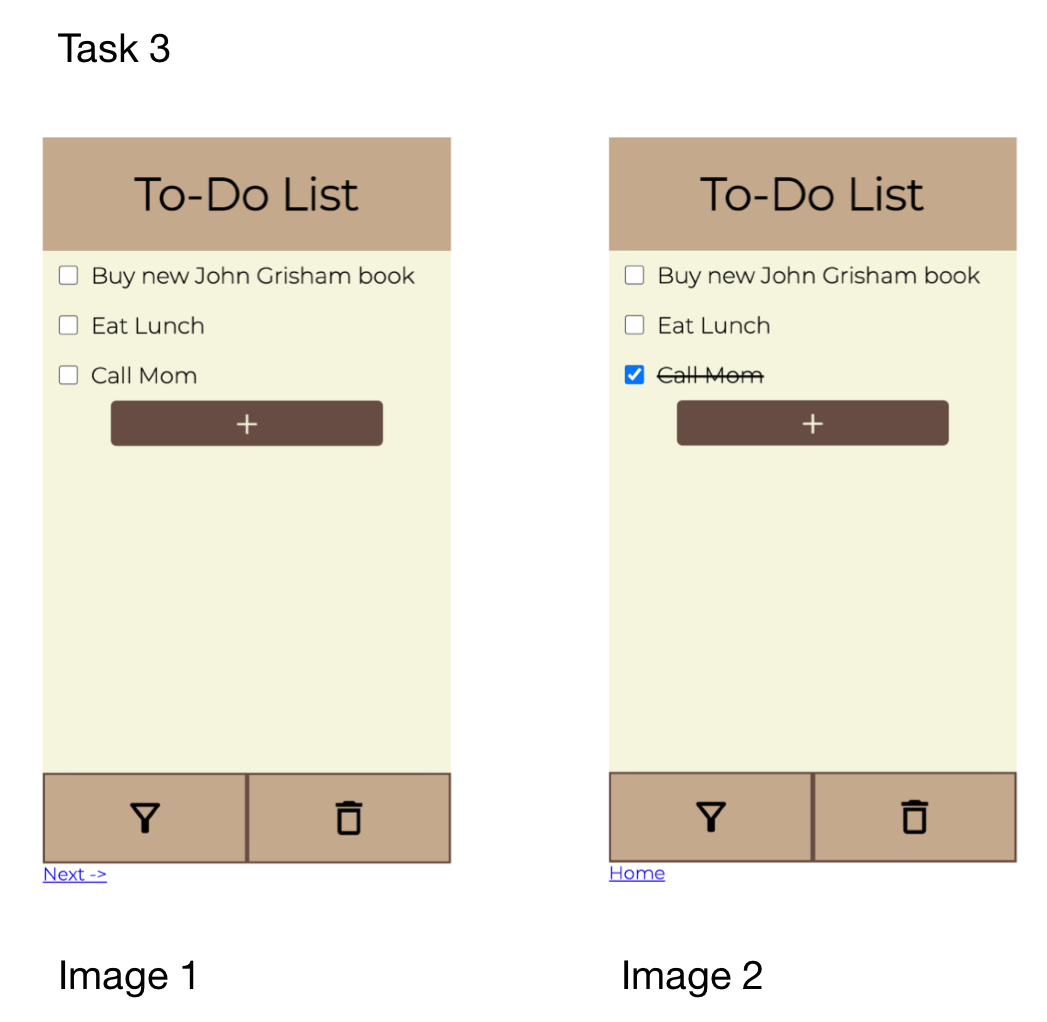 Task 3
To-Do List
Buy new John Grisham book
Eat Lunch
Call Mom
+
Next ->
Image 1
To-Do List
Buy new John Grisham book
Eat Lunch
Call Mom
+
Home
Image 2